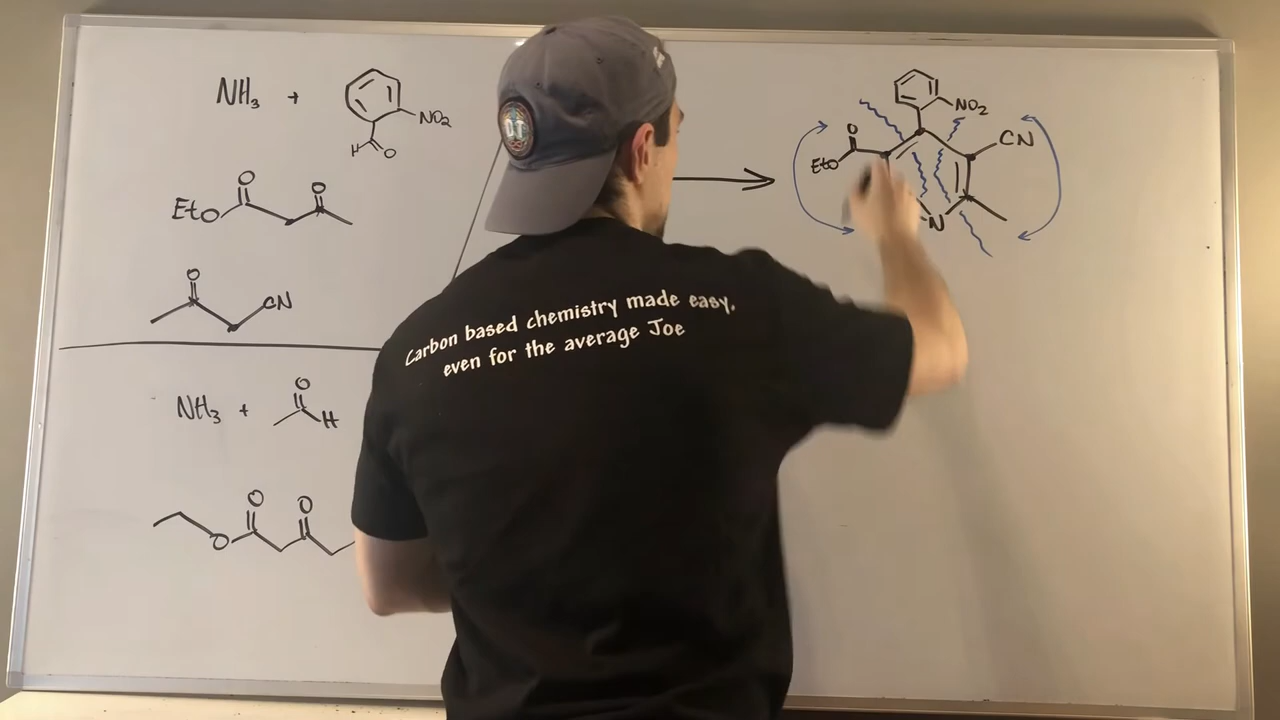 NH₃ +
NO₂
H
O
O
O
EtO
O
CN
NH₃ +
O
H
O
O
O
Carbon based chemistry made easy,
even for the average Joe
NO₂
O
CN
EtO
N